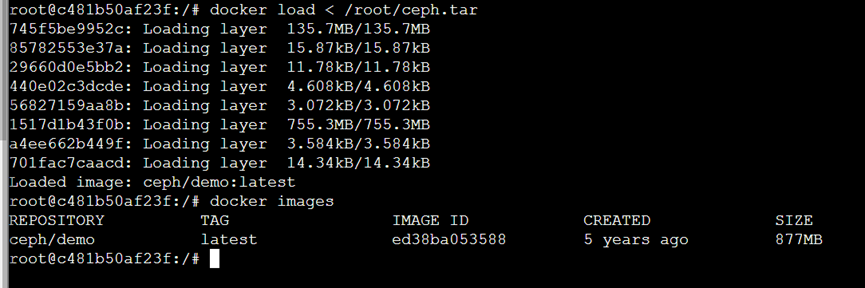 root@c481b50af23f:/# docker load < /root/ceph.tar
745f5be9952c: Loading layer  135.7MB/135.7MB
85782553e37a: Loading layer  15.87kB/15.87kB
29660d0e5bb2: Loading layer  11.78kB/11.78kB
440e02c3dcde: Loading layer  4.608kB/4.608kB
56827159aa8b: Loading layer  3.072kB/3.072kB
1517d1b43f0b: Loading layer  755.3MB/755.3MB
a4ee662b449f: Loading layer  3.584kB/3.584kB
701fac7caacd: Loading layer  14.34kB/14.34kB
Loaded image: ceph/demo:latest
root@c481b50af23f:/# docker images
REPOSITORY          TAG                 IMAGE ID            CREATED             SIZE
ceph/demo           latest              ed38ba053588        5 years ago         877MB
root@c481b50af23f:/#